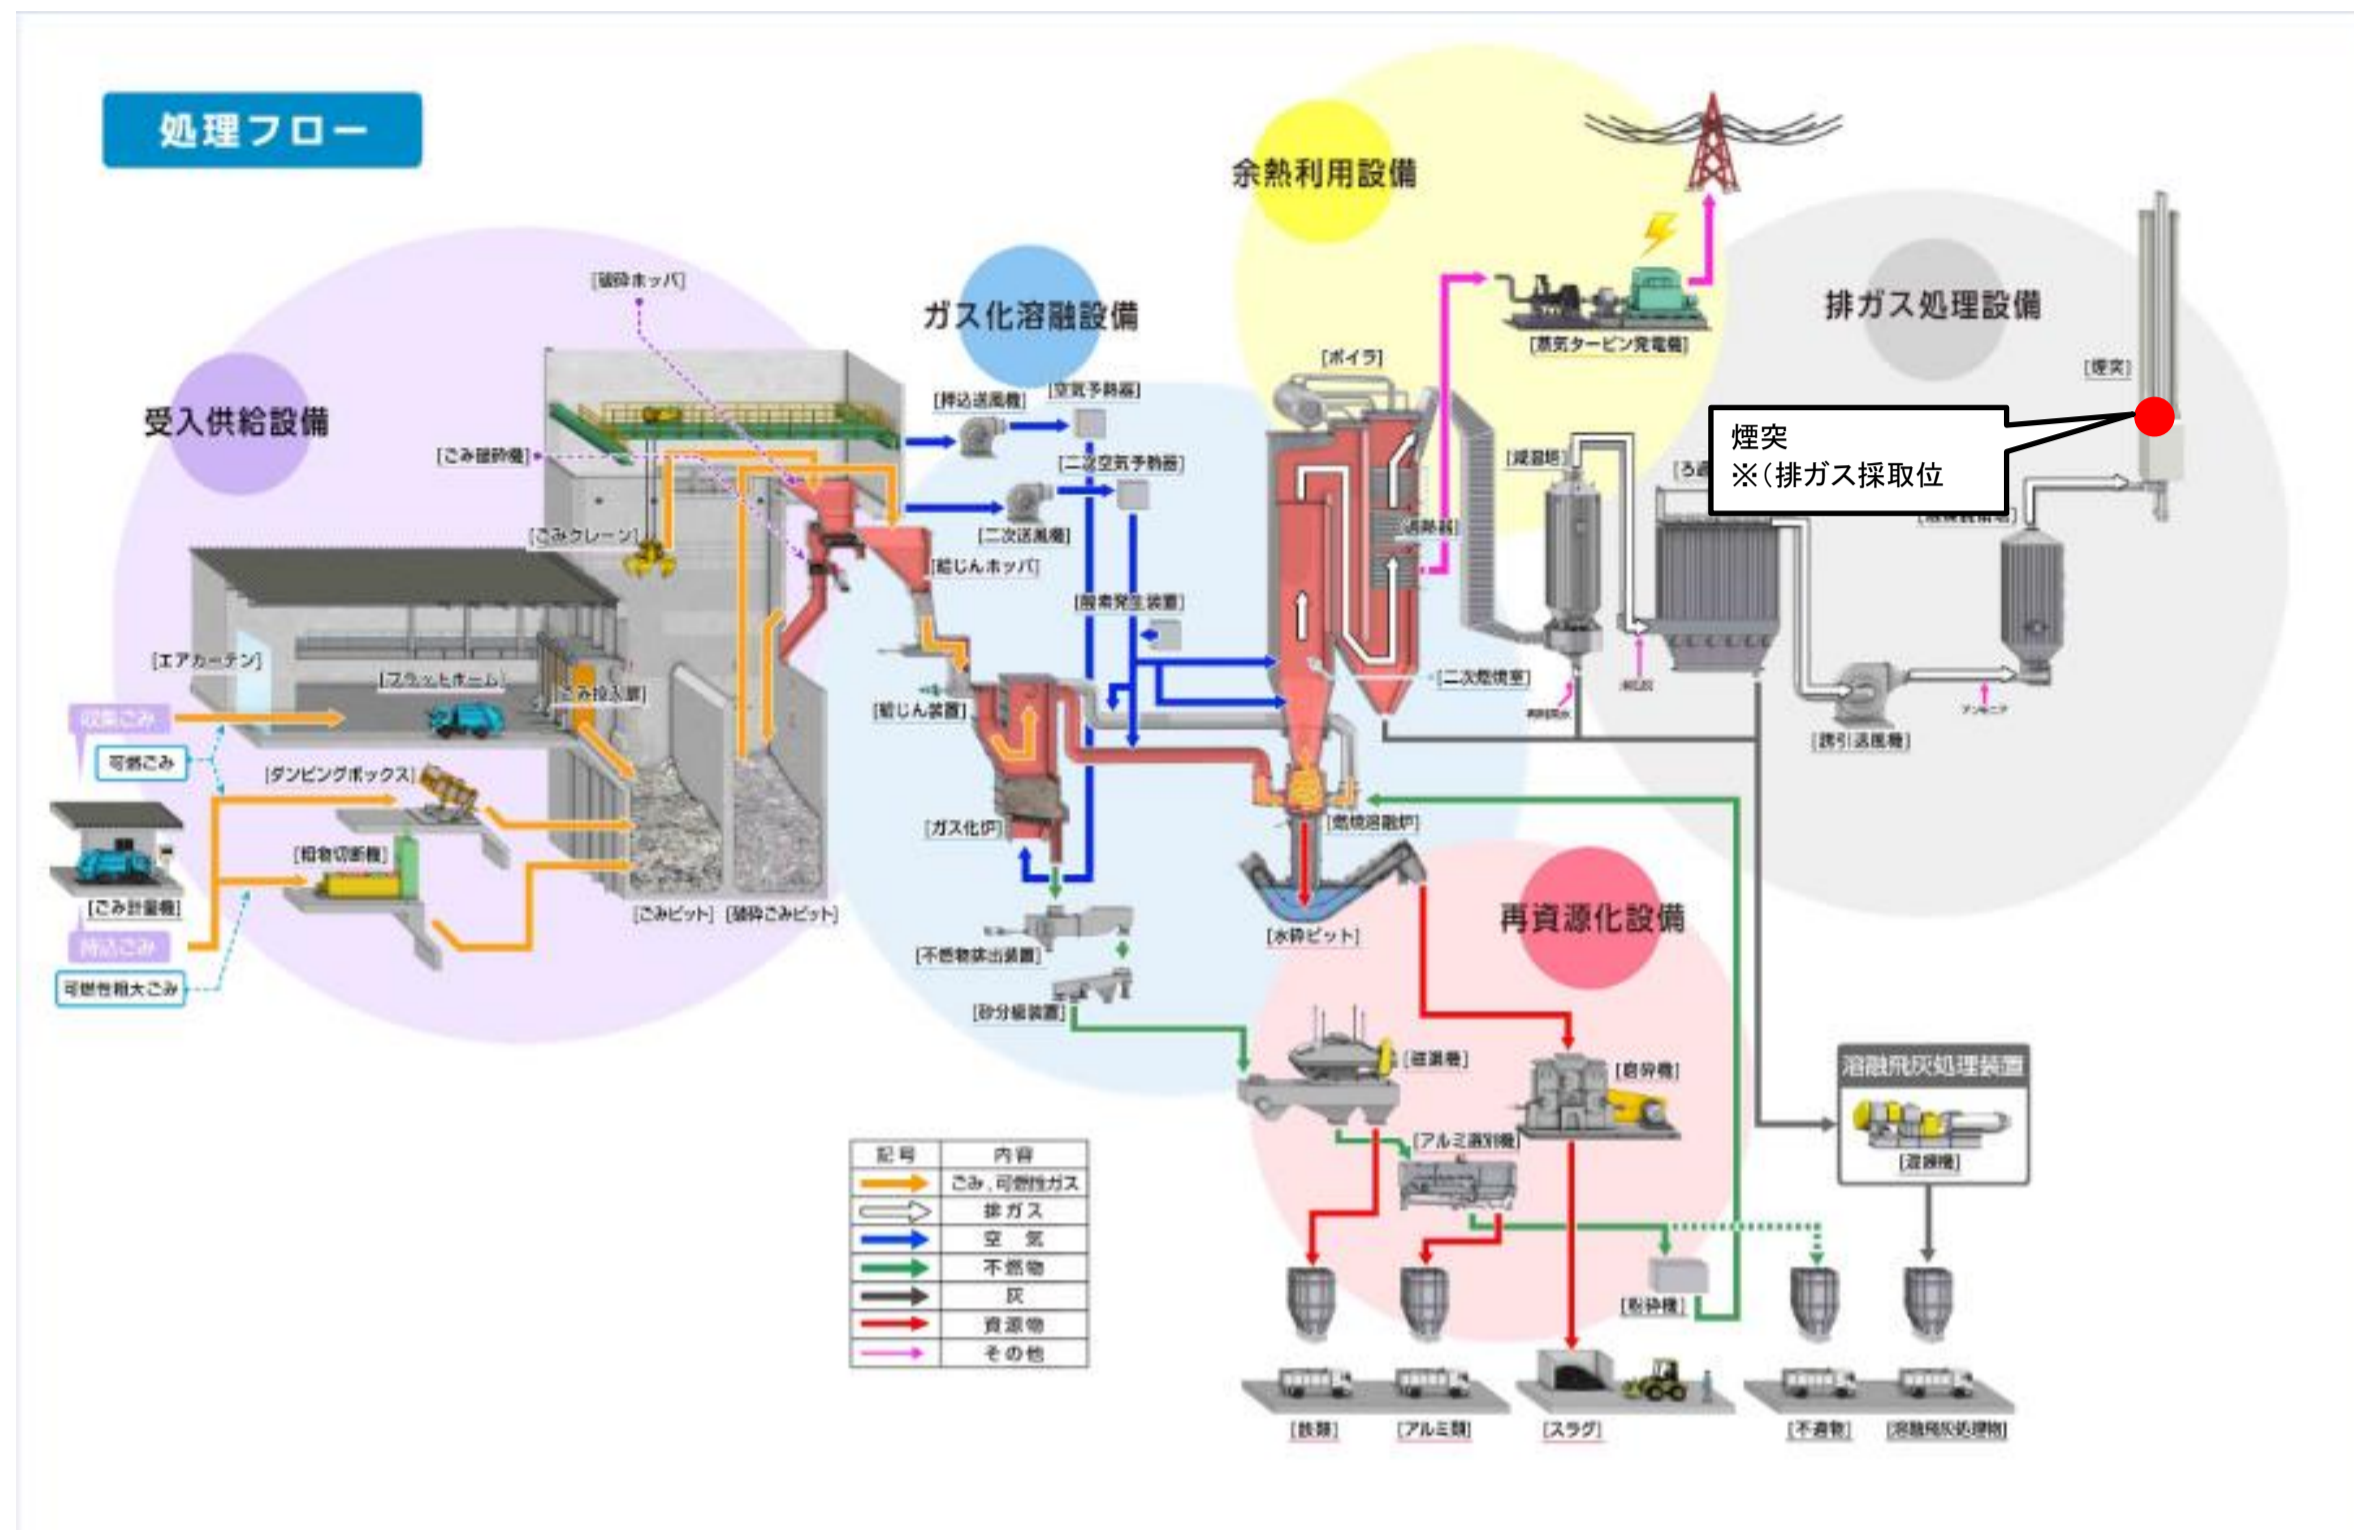 処理フロー
余熱利用設備
[破砕ホッパ]
ガス化溶融設備
排ガス処理設備
[蒸気タービン発電機]
[ボイラ]
[煙突]
受入供給設備
[押込送風機]
[空気予熱器]
煙突
※(排ガス採取位
[ごみ破砕機]
[二次空気予熱器]
[減温塔]
[ろ過
[ごみクレーン]
[二次送風機]
[過熱器]
[給じんホッパ]
[酸素発生装置]
[エアカーテン]
[プラットホーム]
[ごみ投入扉]
[二次燃焼室]
[給じん装置]
収集ごみ
アンモニア
[誘引送風機]
可燃ごみ
[ダンピングボックス]
[ガス化炉]
[燃焼溶融炉]
[粗物切断機]
[ごみ計量機]
[ごみピット]
[破砕ごみピット]
再資源化設備
持込ごみ
[水砕ピット]
[不燃物排出装置]
可燃性粗大ごみ
[砂分級装置]
[磁選機]
[磨砕機]
溶融飛灰処理装置
[アルミ選別機]
[混練機]
記号 内容
ごみ、可燃性ガス
排ガス
空 気
不燃物
灰
資源物
その他
[粉砕機]
[鉄類]
[アルミ類]
[スラグ]
[不適物]
[溶融飛灰処理物]